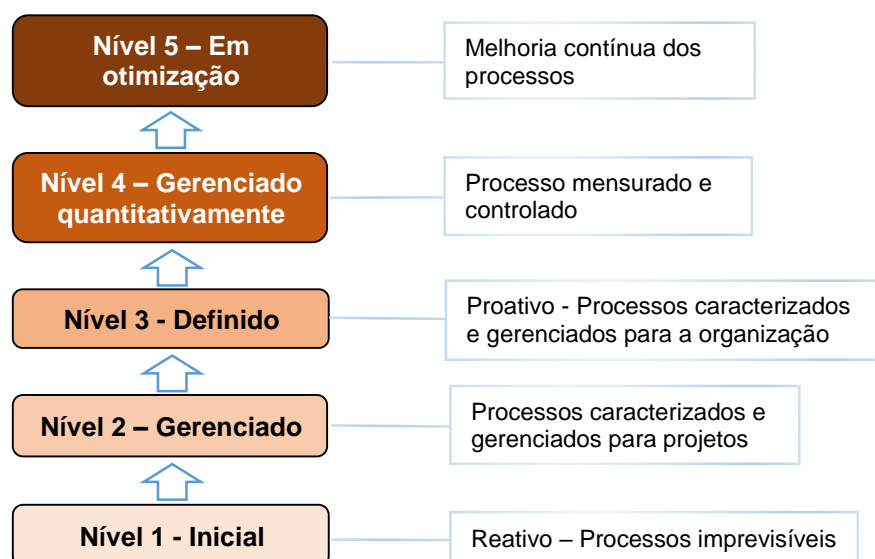 Nível 5 – Em
otimização
Melhoria contínua dos
processos
Nível 4 – Gerenciado
quantitativamente
Processo mensurado e
controlado
Nível 3 - Definido
Proativo - Processos caracterizados
e gerenciados para a organização
Nível 2 – Gerenciado
Processos caracterizados e
gerenciados para projetos
Nível 1 - Inicial
Reativo – Processos imprevisíveis